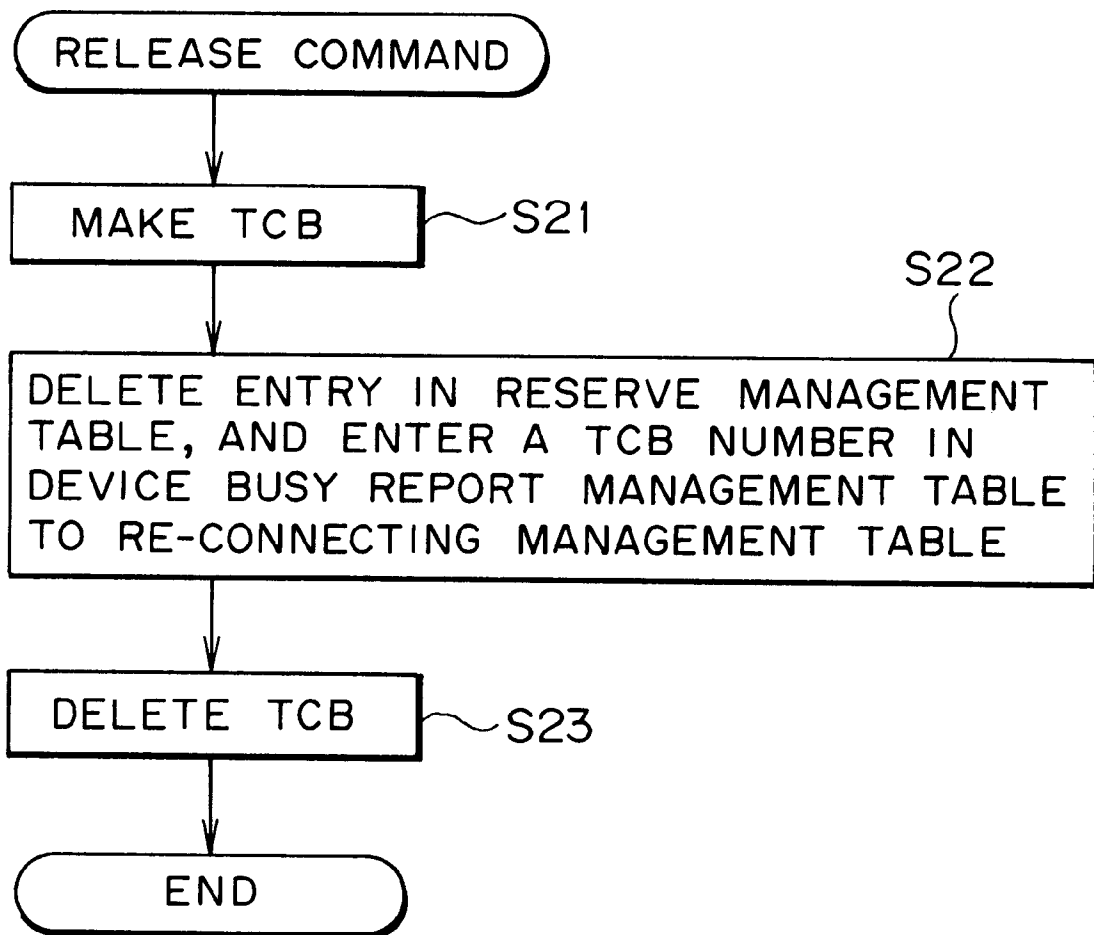 RELEASE COMMAND
MAKE TCB
S21
S22
DELETE ENTRY IN RESERVE MANAGEMENT
TABLE, AND ENTER A TCB NUMBER IN
DEVICE BUSY REPORT MANAGEMENT TABLE
TO RE-CONNECTING MANAGEMENT TABLE
DELETE TCB
S23
END